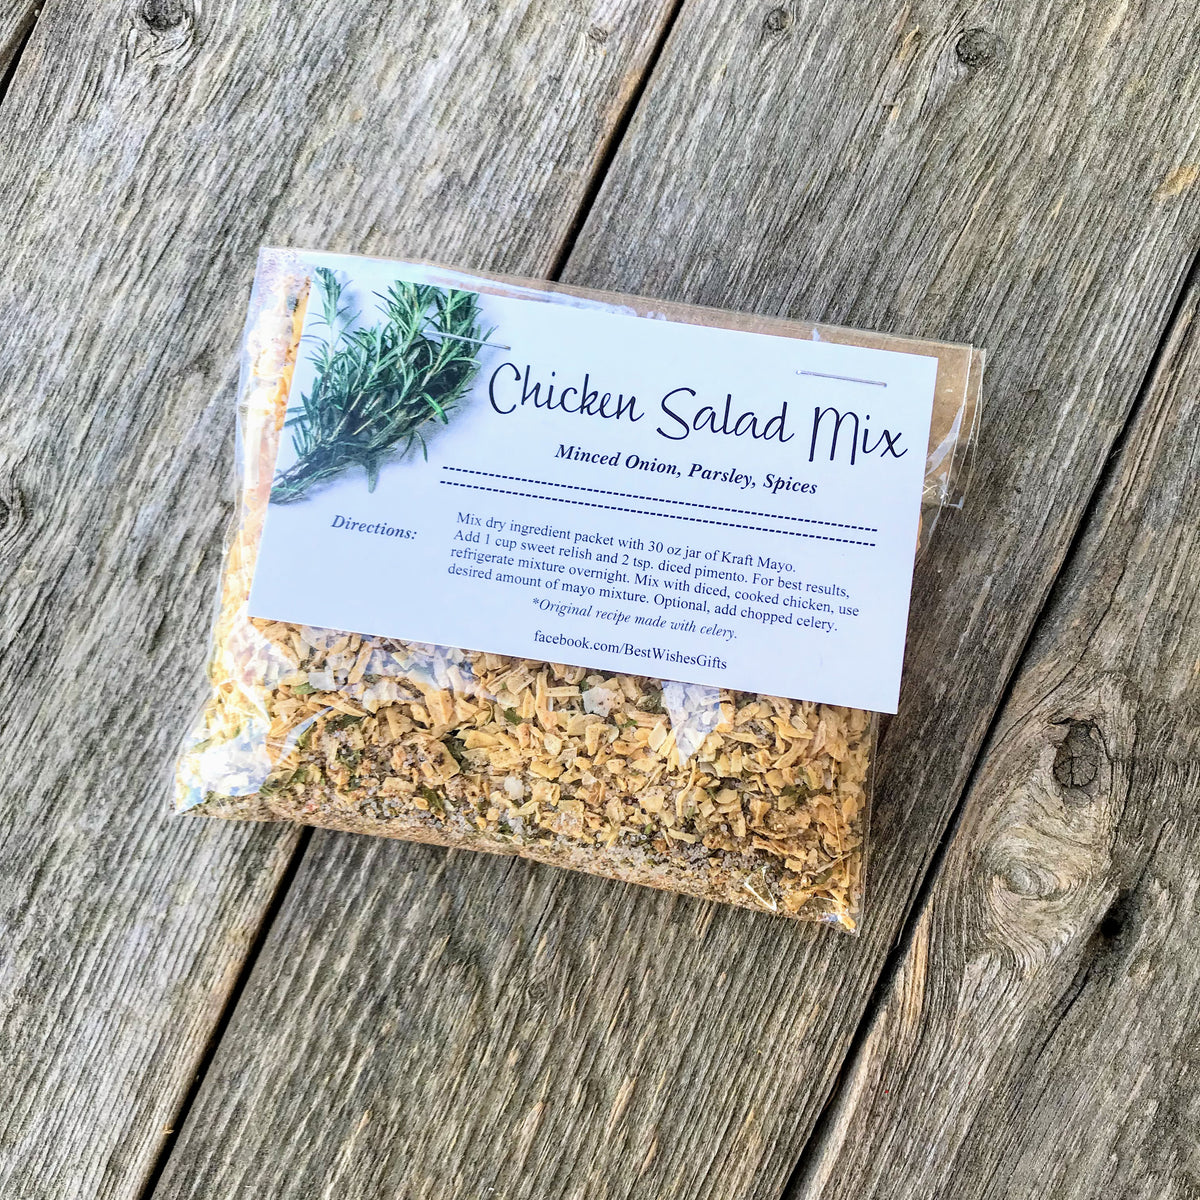 Chicken Salad Mix
Minced Onion, Parsley, Spices
Directions:
Mix dry ingredient packet with 30 oz jar of Kraft Mayo.
Add 1 cup sweet relish and 2 tsp. diced pimento. For best results,
refrigerate mixture overnight. Mix with diced, cooked chicken, use
desired amount of mayo mixture. Optional, add chopped celery.
*Original recipe made with celery.
facebook.com/BestWishesGifts